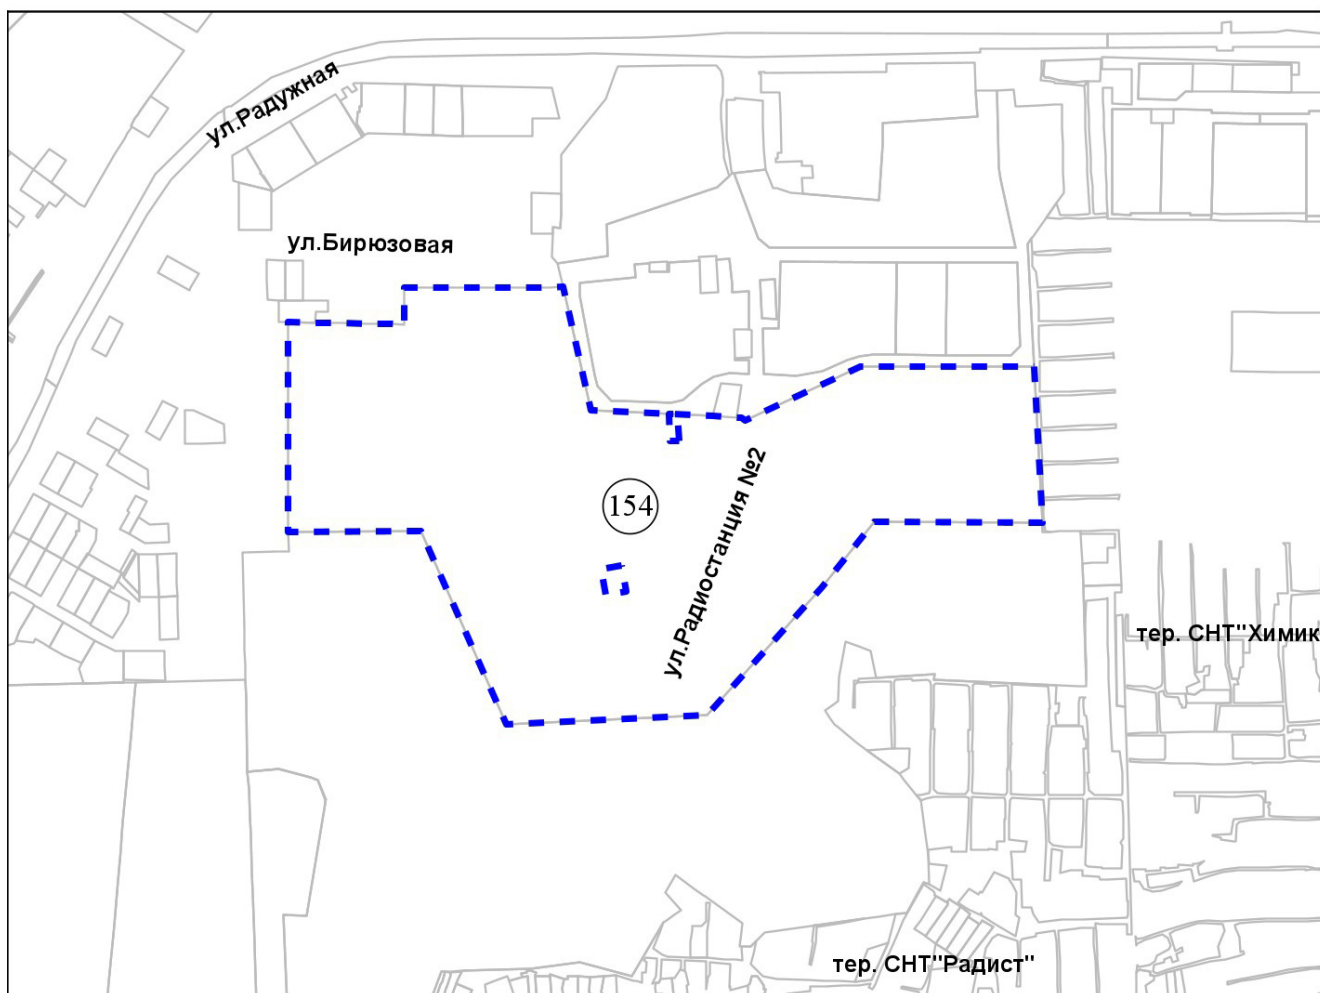 ул.Радужная
ул.Бирюзовая
154
ул.Радиостанция №2
тер. СНТ"Химик
тер. СНТ"Радист"